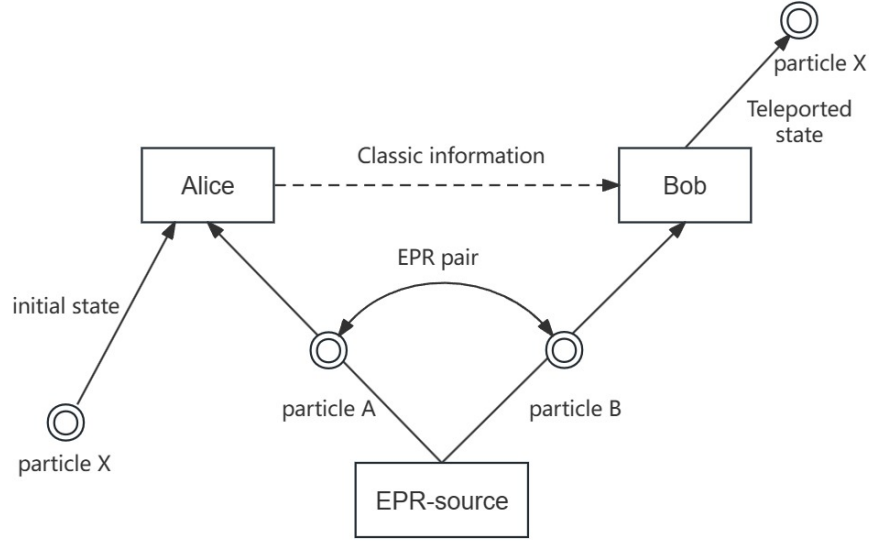 particle X
Teleported
state
Classic information
Alice
Bob
EPR pair
initial state
particle A
particle B
particle X
EPR-source